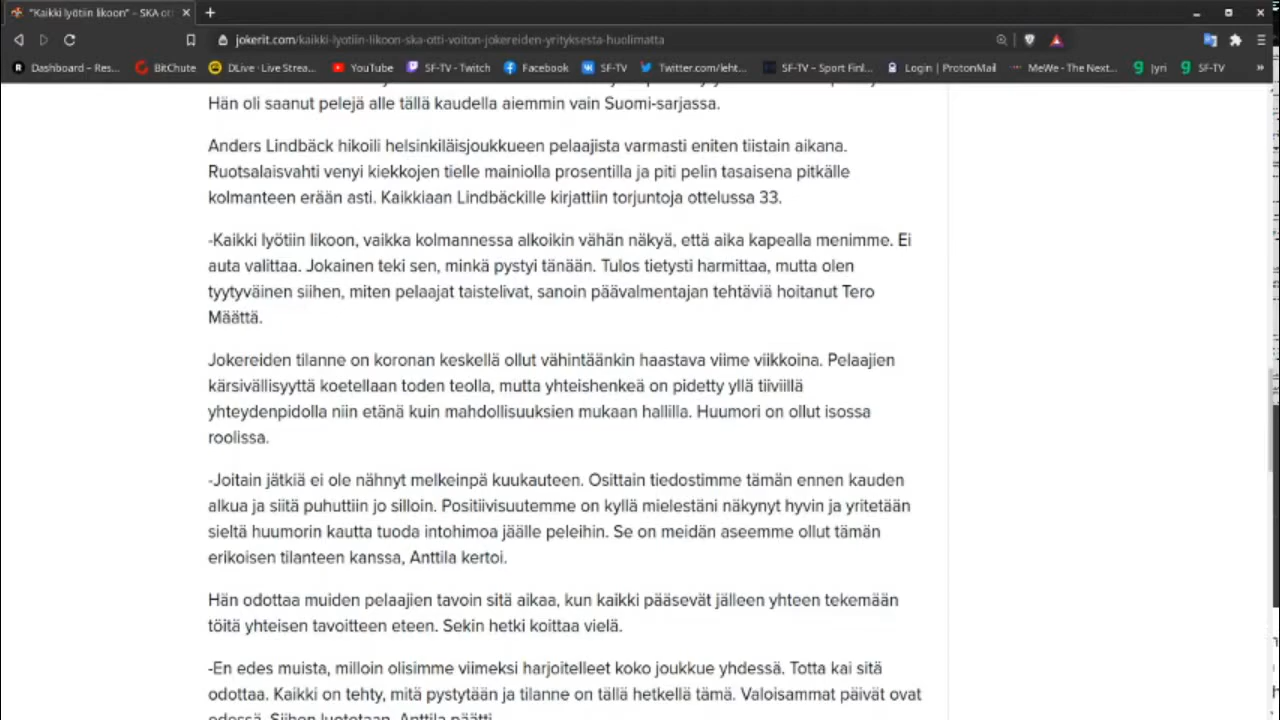 "Kaikki lyötiin likoon" – SKA ot
jokerit.com/kaikki-lyotiin-likoon-ska-otti-voiton-jokereiden-yrityksesta-huolimatta
Dashboard – Res... BitChute DLive · Live Strea... YouTube SF-TV - Twitch Facebook SF-TV Twitter.com/leht... SF-TV – Sport Finl... Login | ProtonMail MeWe - The Next... Jyri SF-TV »
Hän oli saanut pelejä alle tällä kaudella aiemmin vain Suomi-sarjassa.
Anders Lindbäck hikoili helsinkiläisjoukkueen pelaajista varmasti eniten tiistain aikana.
Ruotsalaisvahti venyi kiekkojen tielle mainiolla prosentilla ja piti pelin tasaisena pitkälle
kolmanteen erään asti. Kaikkiaan Lindbäckille kirjattiin torjuntoja ottelussa 33.
-Kaikki lyötiin likoon, vaikka kolmannessa alkoikin vähän näkyä, että aika kapealla menimme. Ei
auta valittaa. Jokainen teki sen, minkä pystyi tänään. Tulos tietysti harmittaa, mutta olen
tyytyväinen siihen, miten pelaajat taistelivat, sanoin päävalmentajan tehtäviä hoitanut Tero
Määttä.
Jokereiden tilanne on koronan keskellä ollut vähintäänkin haastava viime viikkoina. Pelaajien
kärsivällisyyttä koetellaan toden teolla, mutta yhteishenkeä on pidetty yllä tiiviillä
yhteydenpidolla niin etänä kuin mahdollisuuksien mukaan hallilla. Huumori on ollut isossa
roolissa.
-Joitain jätkiä ei ole nähnyt melkeinpä kuukauteen. Osittain tiedostimme tämän ennen kauden
alkua ja siitä puhuttiin jo silloin. Positiivisuutemme on kyllä mielestäni näkynyt hyvin ja yritetään
sieltä huumorin kautta tuoda intohimoa jäälle peleihin. Se on meidän aseemme ollut tämän
erikoisen tilanteen kanssa, Anttila kertoi.
Hän odottaa muiden pelaajien tavoin sitä aikaa, kun kaikki pääsevät jälleen yhteen tekemään
töitä yhteisen tavoitteen eteen. Sekin hetki koittaa vielä.
-En edes muista, milloin olisimme viimeksi harjoitelleet koko joukkue yhdessä. Totta kai sitä
odottaa. Kaikki on tehty, mitä pystytään ja tilanne on tällä hetkellä tämä. Valoisammat päivät ovat
edessä. Siihen luotetaan, Anttila päätti.